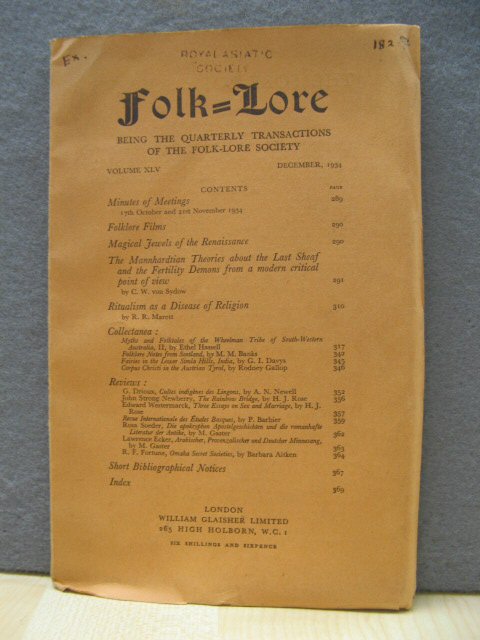 Ex.
ROYAL ASIATIC
SOCIETY
Folk=Lore
BEING THE QUARTERLY TRANSACTIONS
OF THE FOLK-LORE SOCIETY
VOLUME XLV DECEMBER, 1934
CONTENTS
PAGE
Minutes of Meetings 289
17th October and 21st November 1934
Folklore Films 290
Magical Jewels of the Renaissance 290
The Mannhardtian Theories about the Last Sheaf
and the Fertility Demons from a modern critical
point of view 291
by C. W. von Sydow
Ritualism as a Disease of Religion 310
by R. R. Marett
Collectanea :
Myths and Folktales of the Wheelman Tribe of South-Western
Australia, II, by Ethel Hassell 317
Folklore Notes from Scotland, by M. M. Banks 342
Fairies in the Lower Simla Hills, India, by G. I. Davys 345
Corpus Christi in the Austrian Tyrol, by Rodney Gallop 346
Reviews :
G. Drioux, Cultes indigènes des Lingons, by A. N. Newell 352
John Strong Newberry, The Rainbow Bridge, by H. J. Rose 356
Edward Westermarck, Three Essays on Sex and Marriage, by H. J.
Rose 357
Revue Internationale des Études Basques, by P. Barbier 359
Rosa Soeder, Die apokryphen Apostelgeschichten und die romanhafte
Literatur der Antike, by M. Gaster 362
Lawrence Ecker, Arabischer, Provenzalischer und Deutscher Minnesang,
by M. Gaster 363
R. F. Fortune, Omaha Secret Societies, by Barbara Aitken 364
Short Bibliographical Notices 367
Index 369
LONDON
WILLIAM GLAISHER LIMITED
265 HIGH HOLBORN, W.C. 1
SIX SHILLINGS AND SIXPENCE